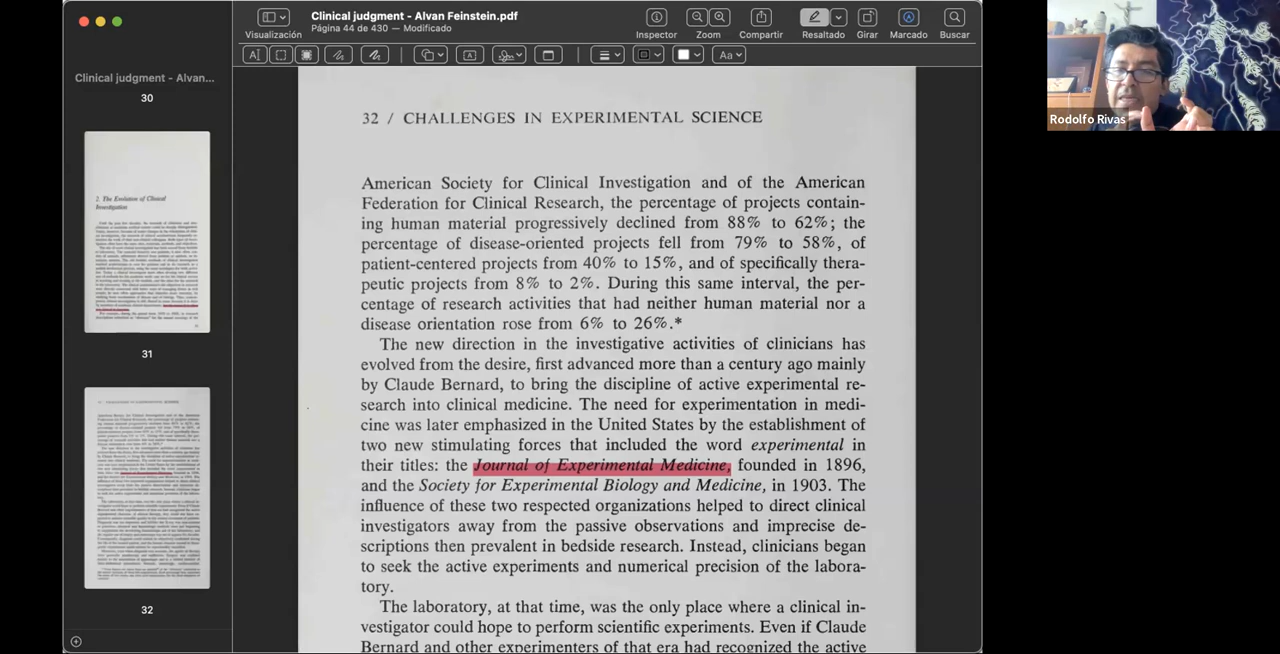 Clinical judgment - Alvan Feinstein.pdf
Página 44 de 430 — Modificado
Visualización
Inspector
Zoom
Compartir
Resaltado
Girar
Marcado
Buscar
Aa
Clinical judgment - Alvan...
30
2. The Evolution of Clinical
Investigation
31
32
32 / CHALLENGES IN EXPERIMENTAL SCIENCE
American Society for Clinical Investigation and of the American
Federation for Clinical Research, the percentage of projects contain-
ing human material progressively declined from 88% to 62%; the
percentage of disease-oriented projects fell from 79% to 58%, of
patient-centered projects from 40% to 15%, and of specifically thera-
peutic projects from 8% to 2%. During this same interval, the per-
centage of research activities that had neither human material nor a
disease orientation rose from 6% to 26%.*
The new direction in the investigative activities of clinicians has
evolved from the desire, first advanced more than a century ago mainly
by Claude Bernard, to bring the discipline of active experimental re-
search into clinical medicine. The need for experimentation in medi-
cine was later emphasized in the United States by the establishment of
two new stimulating forces that included the word experimental in
their titles: the Journal of Experimental Medicine, founded in 1896,
and the Society for Experimental Biology and Medicine, in 1903. The
influence of these two respected organizations helped to direct clinical
investigators away from the passive observations and imprecise de-
scriptions then prevalent in bedside research. Instead, clinicians began
to seek the active experiments and numerical precision of the labora-
tory.
The laboratory, at that time, was the only place where a clinical in-
vestigator could hope to perform scientific experiments. Even if Claude
Bernard and other experimenters of that era had recognized the active
Rodolfo Rivas